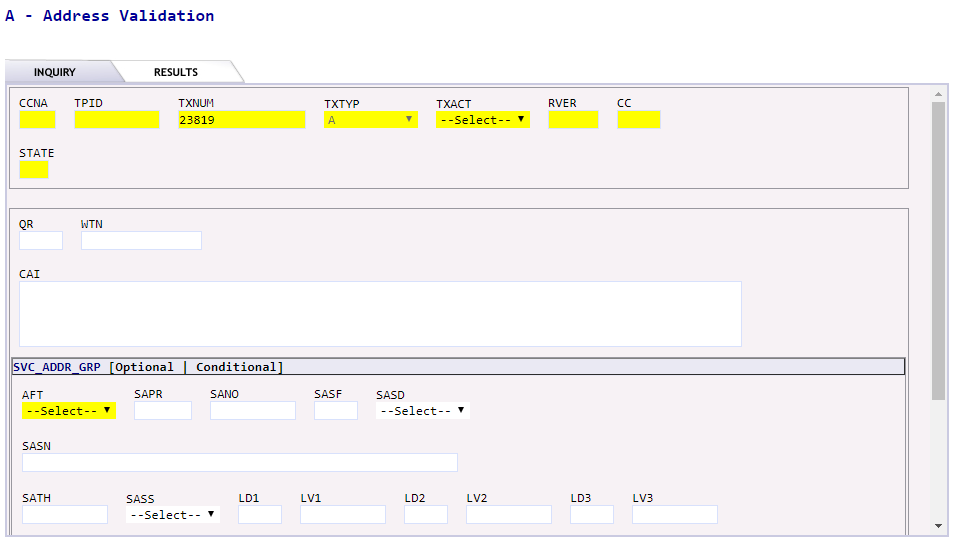 A - Address Validation
INQUIRY RESULTS
CCNA TPID TXNUM TXTYP TXACT RVER CC
23819 A --Select--
STATE
QR WTN
CAI
SVC_ADDR_GRP [Optional | Conditional]
AFT SAPR SANO SASF SASD
--Select-- --Select--
SASN
SATH SASS LD1 LV1 LD2 LV2 LD3 LV3
--Select--